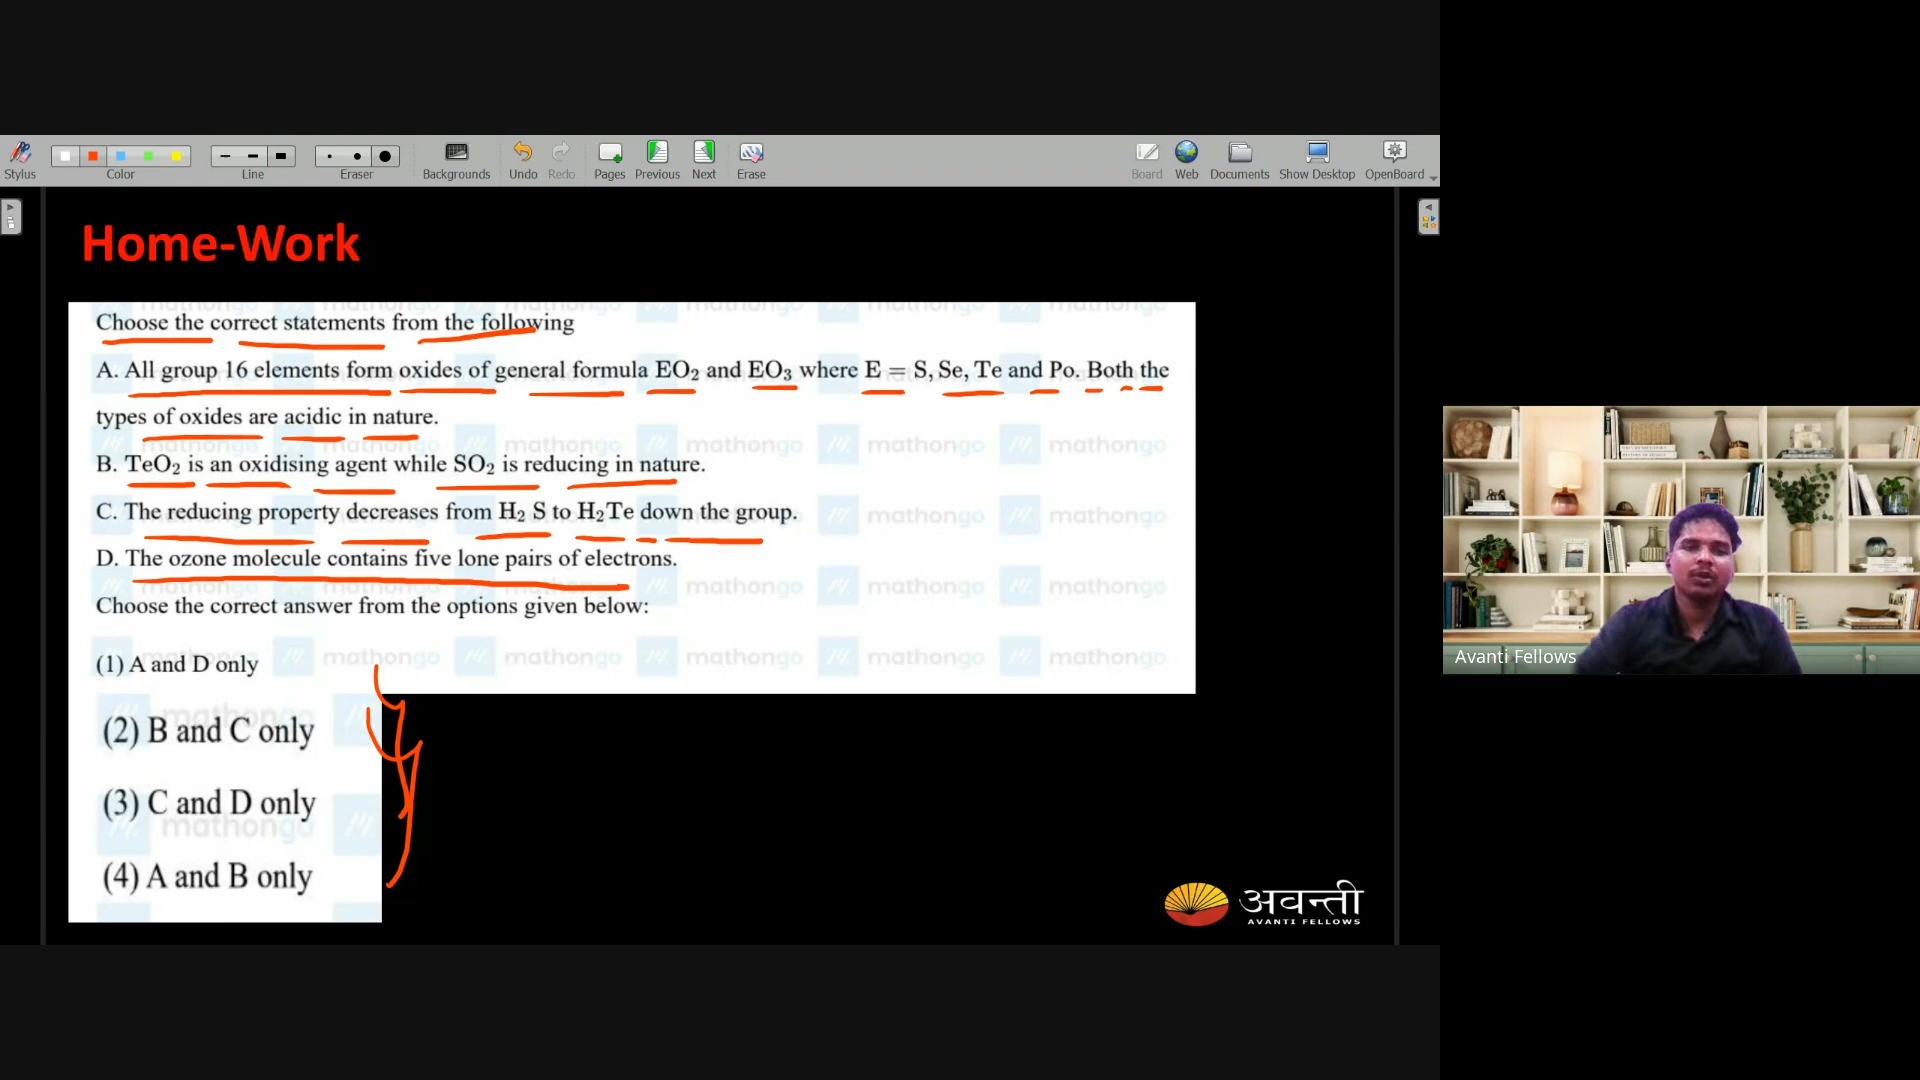 Stylus
Color
Line
Eraser
Backgrounds
Undo
Redo
Pages
Previous
Next
Erase
Board
Web
Documents
Show Desktop
OpenBoard
Home-Work
Choose the correct statements from the following
A. All group 16 elements form oxides of general formula EO₂ and EO₃ where E = S, Se, Te and Po. Both the
types of oxides are acidic in nature.
B. TeO₂ is an oxidising agent while SO₂ is reducing in nature.
C. The reducing property decreases from H₂ S to H₂Te down the group.
D. The ozone molecule contains five lone pairs of electrons.
Choose the correct answer from the options given below:
(1) A and D only
(2) B and C only
(3) C and D only
(4) A and B only
अवन्ती
AVANTI FELLOWS
Avanti Fellows
mathongo